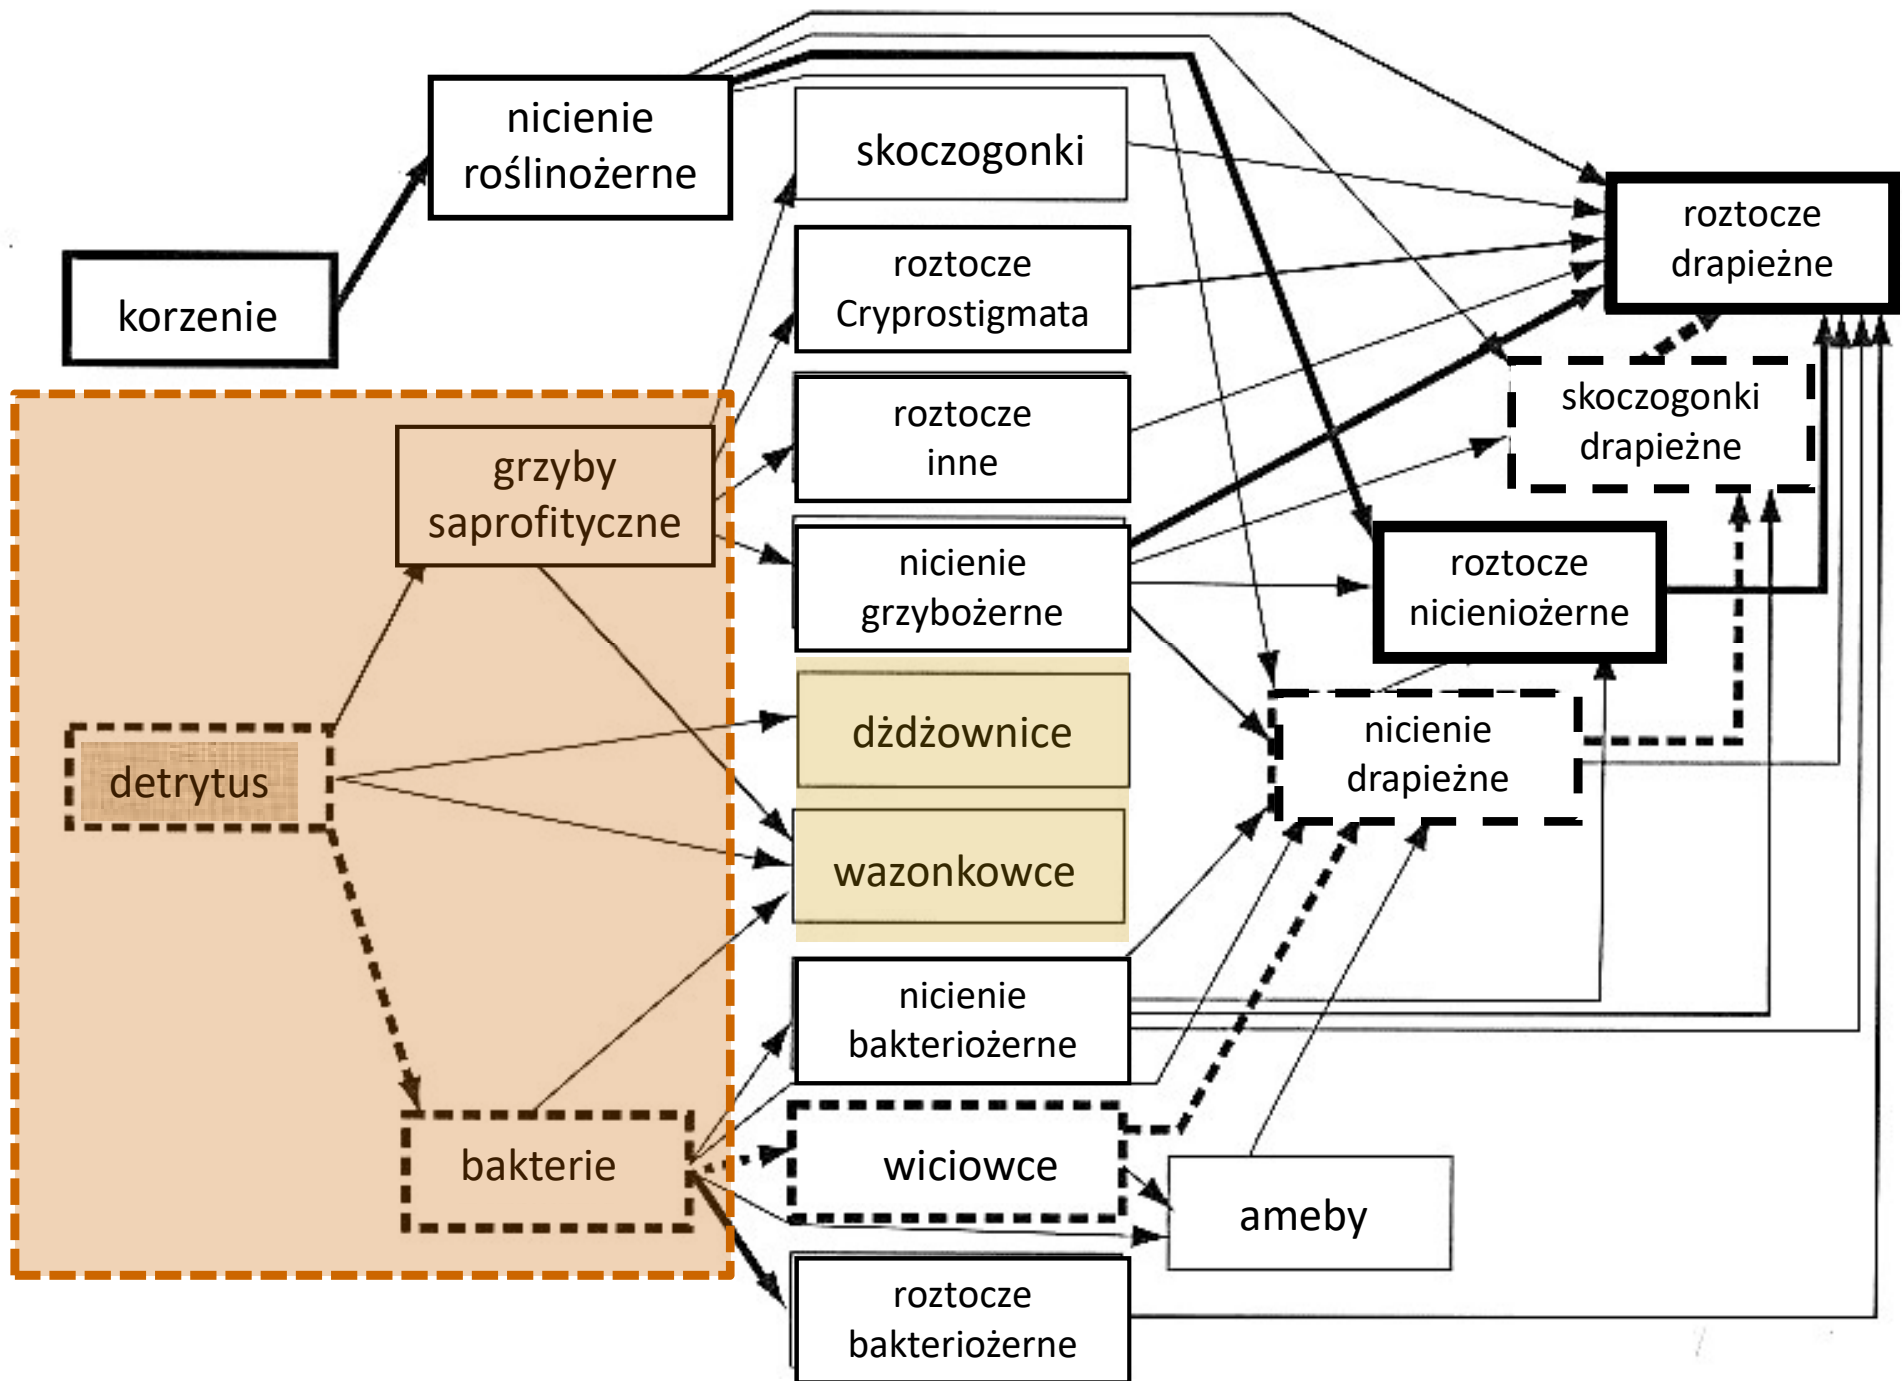 nicienie
roślinożerne
korzenie
skoczogonki
roztocze
Cryprostigmata
roztocze
inne
nicienie
grzybożerne
grzyby
saprofityczne
detrytus
dżdżownice
wazonkowce
bakterie
nicienie
bakteriożerne
wiciowce
roztocze
bakteriożerne
ameby
roztocze
drapieżne
skoczogonki
drapieżne
roztocze
nicieniożerne
nicienie
drapieżne